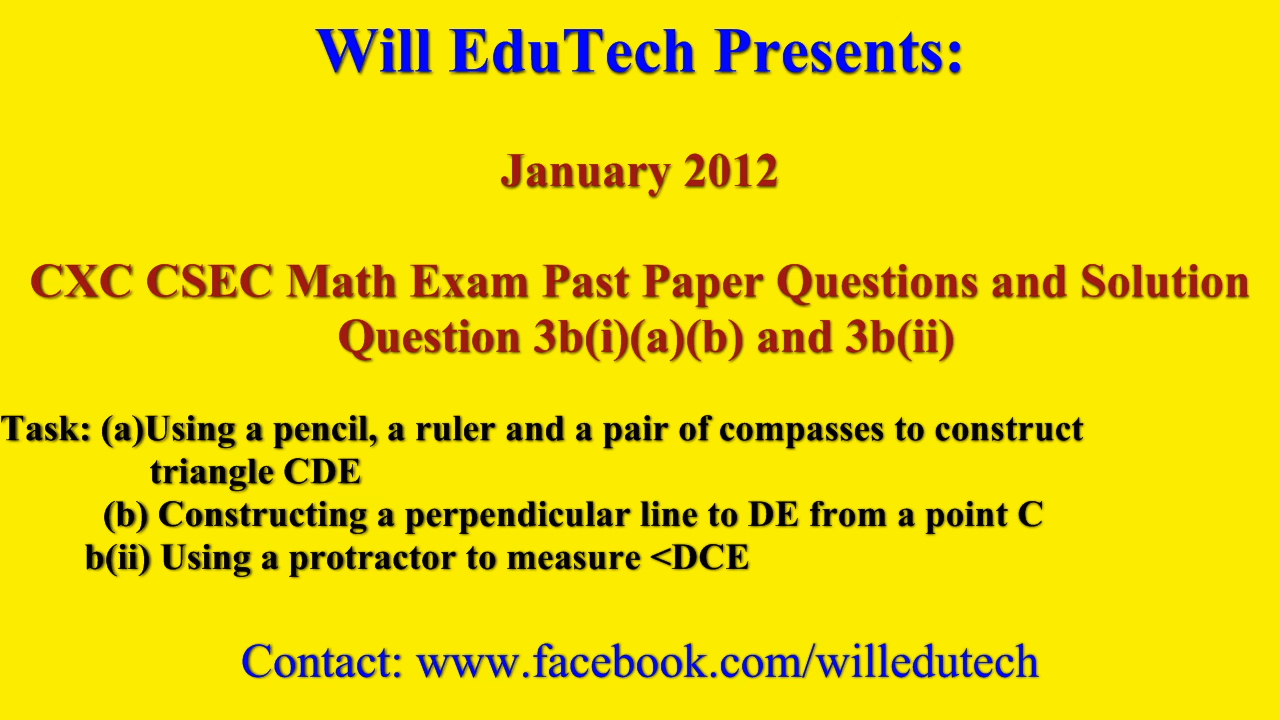 Will EduTech Presents:
January 2012
CXC CSEC Math Exam Past Paper Questions and Solution
Question 3b(i)(a)(b) and 3b(ii)
Task: (a)Using a pencil, a ruler and a pair of compasses to construct
triangle CDE
(b) Constructing a perpendicular line to DE from a point C
b(ii) Using a protractor to measure <DCE
Contact: www.facebook.com/willedutech